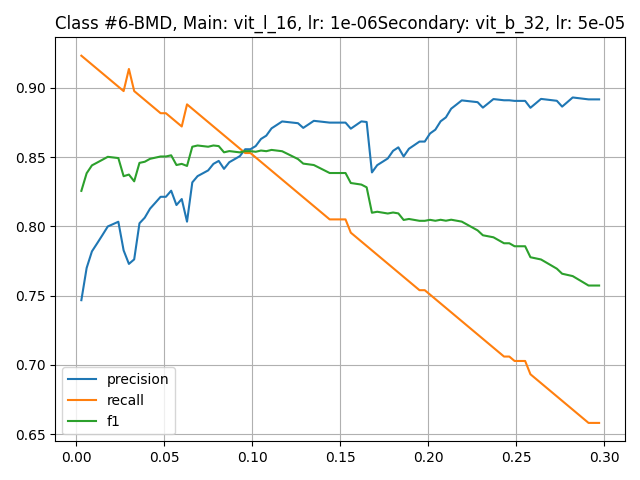 Class #6-BMD, Main: vit_l_16, lr: 1e-06Secondary: vit_b_32, lr: 5e-05
0.90
0.85
0.80
0.75
0.70
0.65
precision
recall
f1
0.00 0.05 0.10 0.15 0.20 0.25 0.30